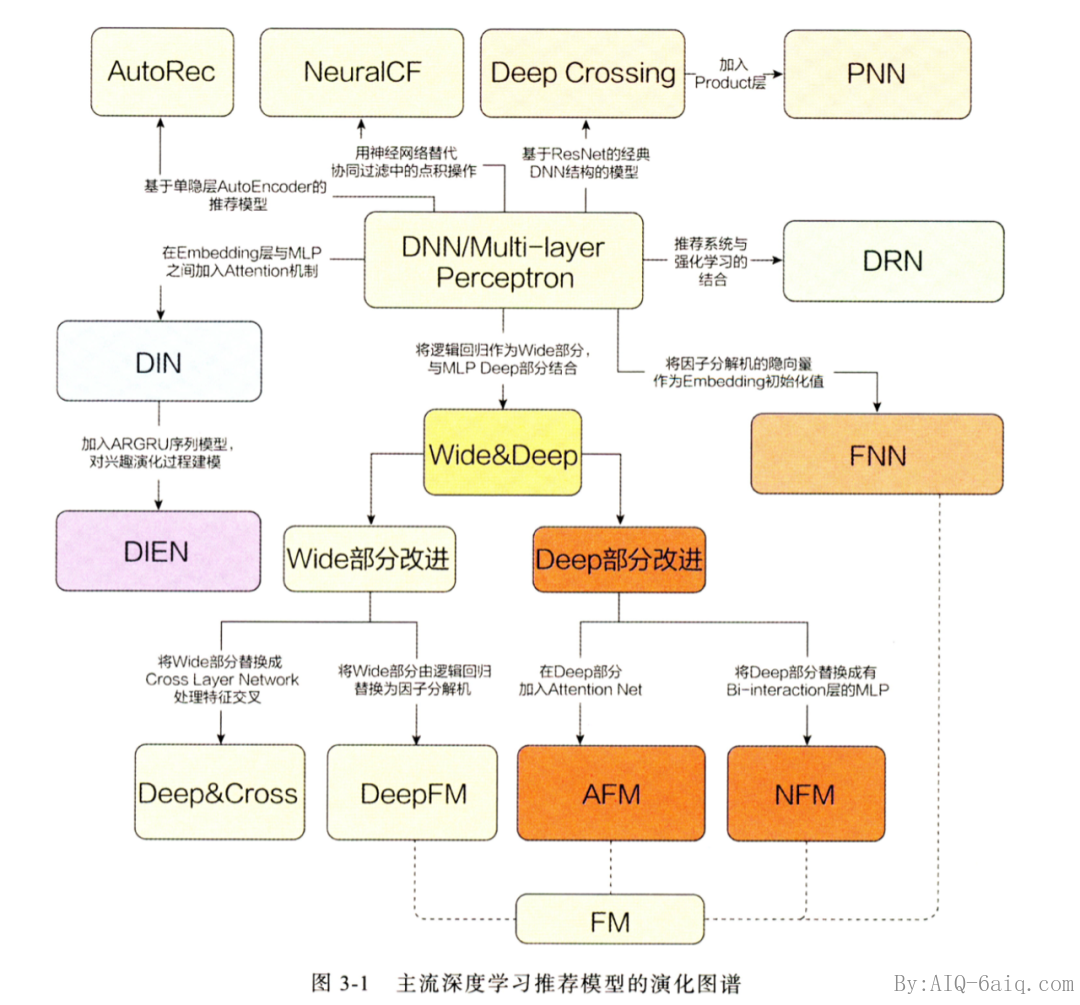 AutoRec
NeuralCF
Deep Crossing
加入
Product层
PNN
用神经网络替代
协同过滤中的点积操作
基于ResNet的经典
DNN结构的模型
基于单隐层AutoEncoder的
推荐模型
DNN/Multi-layer
Perceptron
推荐系统与
强化学习的
结合
DRN
在Embedding层与MLP
之间加入Attention机制
DIN
将逻辑回归作为Wide部分，
与MLP Deep部分结合
将因子分解机的隐向量
作为Embedding初始化值
加入ARGRU序列模型，
对兴趣演化过程建模
Wide&Deep
FNN
DIEN
Wide部分改进
Deep部分改进
将Wide部分替换成
Cross Layer Network
处理特征交叉
将Wide部分由逻辑回归
替换为因子分解机
在Deep部分
加入Attention Net
将Deep部分替换成有
Bi-interaction层的MLP
Deep&Cross
DeepFM
AFM
NFM
FM
图 3-1 主流深度学习推荐模型的演化图谱
By:AIQ-6aiq.com